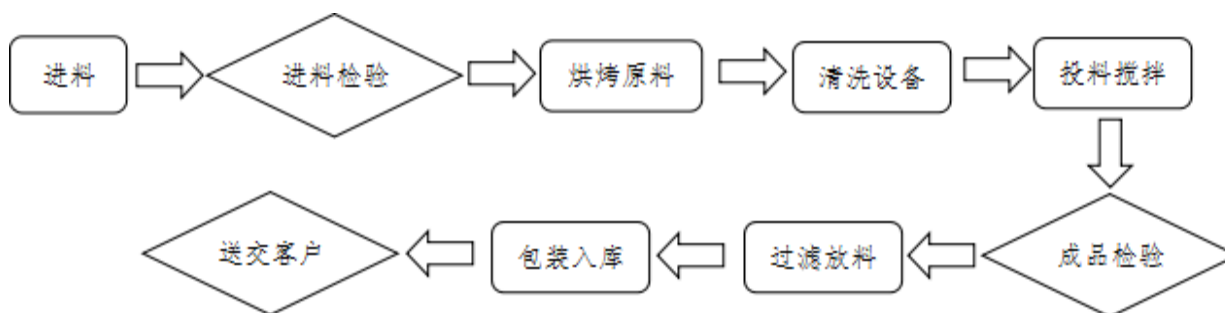 进料
进料检验
烘烤原料
清洗设备
投料搅拌
成品检验
过滤放料
包装入库
送交客户